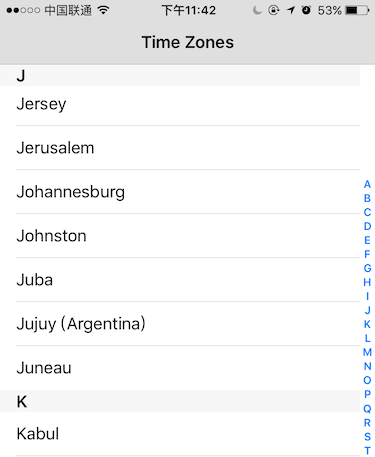 中国联通 下午11:42 53%
Time Zones
J
Jersey
Jerusalem
Johannesburg
Johnston
Juba
Jujuy (Argentina)
Juneau
K
Kabul
A
B
C
D
E
F
G
H
I
J
K
L
M
N
O
P
Q
R
S
T